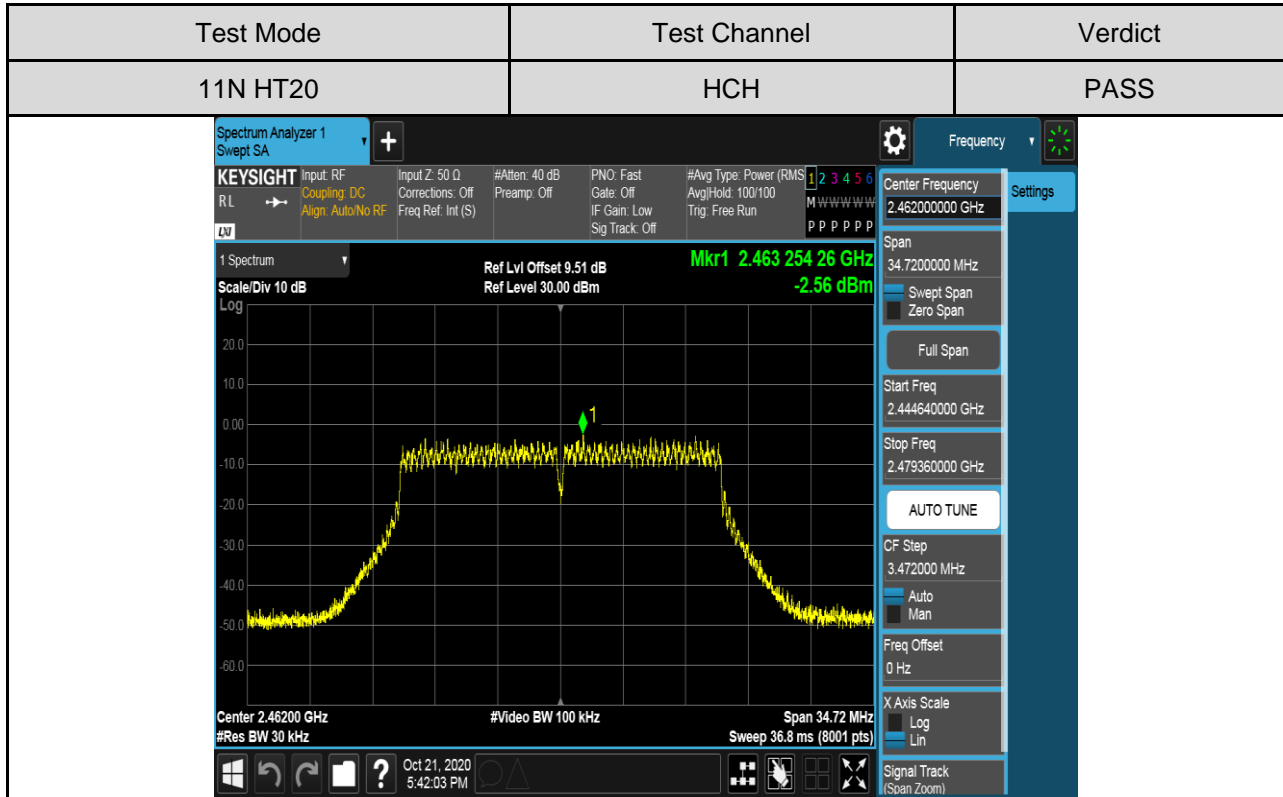 Test Mode Test Channel Verdict
11N HT20 HCH PASS
Spectrum Analyzer 1
Swept SA
Frequency
KEYSIGHT Input: RF Input Z: 50 Ω #Atten: 40 dB PNO: Fast #Avg Type: Power (RMS 1 2 3 4 5 6
RL Coupling: DC Corrections: Off Preamp: Off Gate: Off Avg|Hold: 100/100 M W W W W W
Align: Auto/No RF Freq Ref: Int (S) IF Gain: Low Trig: Free Run
LXI Sig Track: Off P P P P P P
1 Spectrum Ref Lvl Offset 9.51 dB Mkr1 2.463 254 26 GHz
Scale/Div 10 dB Ref Level 30.00 dBm -2.56 dBm
Log
20.0
10.0
0.00
1
-10.0
-20.0
-30.0
-40.0
-50.0
-60.0
Center 2.46200 GHz #Video BW 100 kHz Span 34.72 MHz
#Res BW 30 kHz Sweep 36.8 ms (8001 pts)
Oct 21, 2020
5:42:03 PM
?
Center Frequency
2.462000000 GHz
Settings
Span
34.7200000 MHz
Swept Span
Zero Span
Full Span
Start Freq
2.444640000 GHz
Stop Freq
2.479360000 GHz
AUTO TUNE
CF Step
3.472000 MHz
Auto
Man
Freq Offset
0 Hz
X Axis Scale
Log
Lin
Signal Track
(Span Zoom)